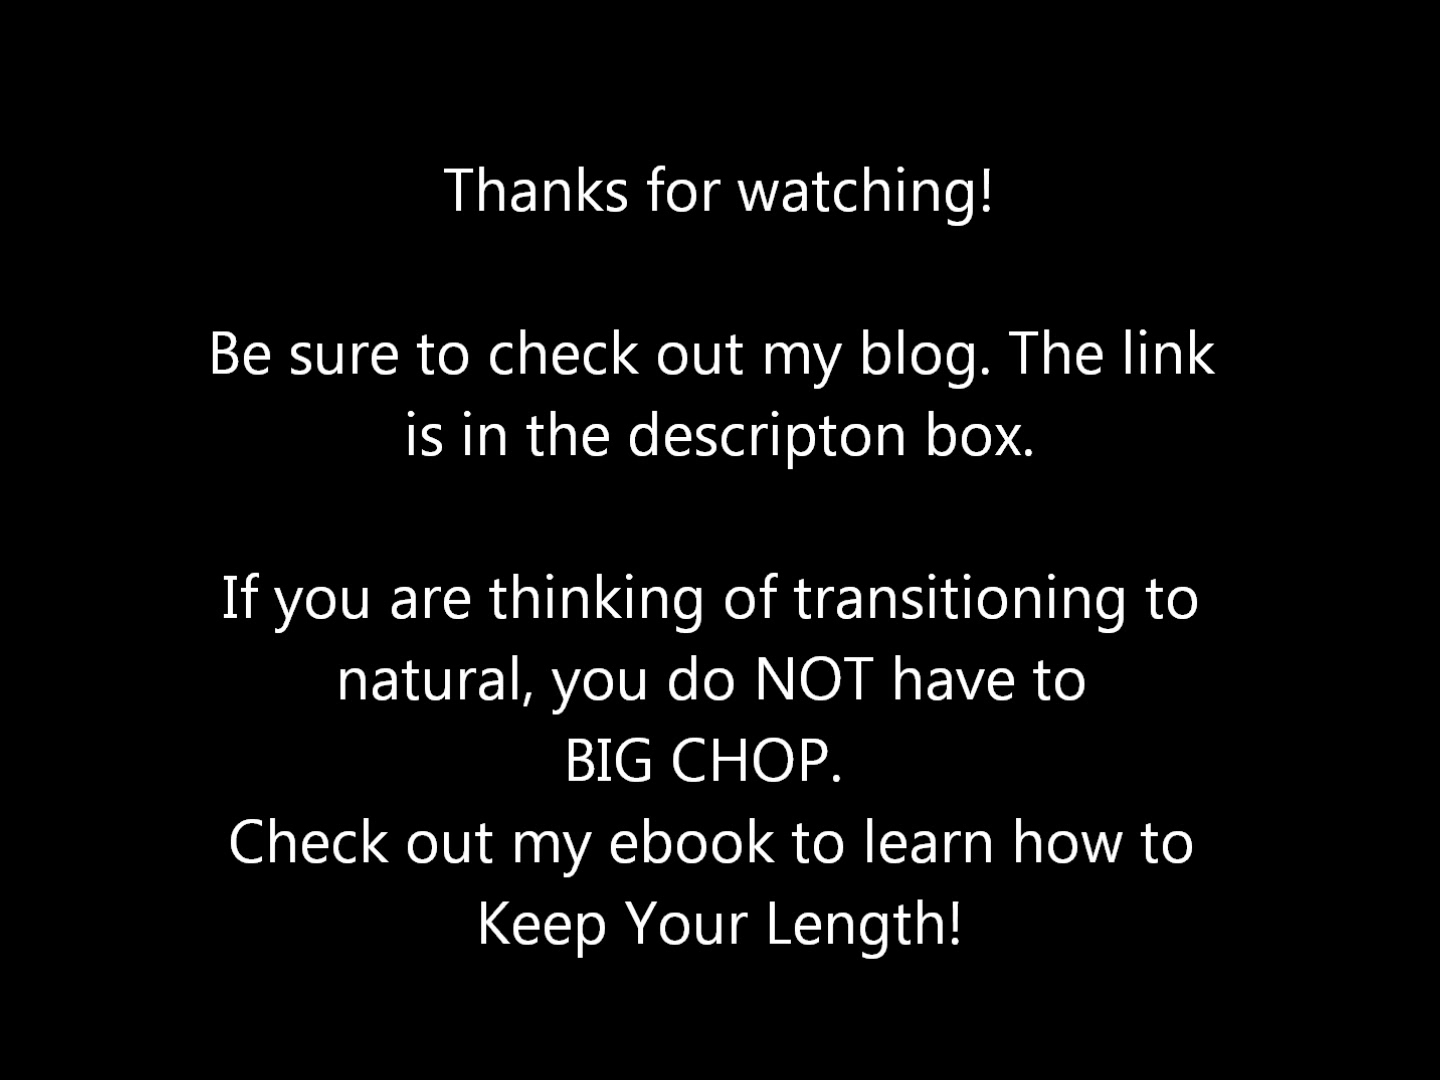 Thanks for watching!
Be sure to check out my blog. The link
is in the descripton box.
If you are thinking of transitioning to
natural, you do NOT have to
BIG CHOP.
Check out my ebook to learn how to
Keep Your Length!